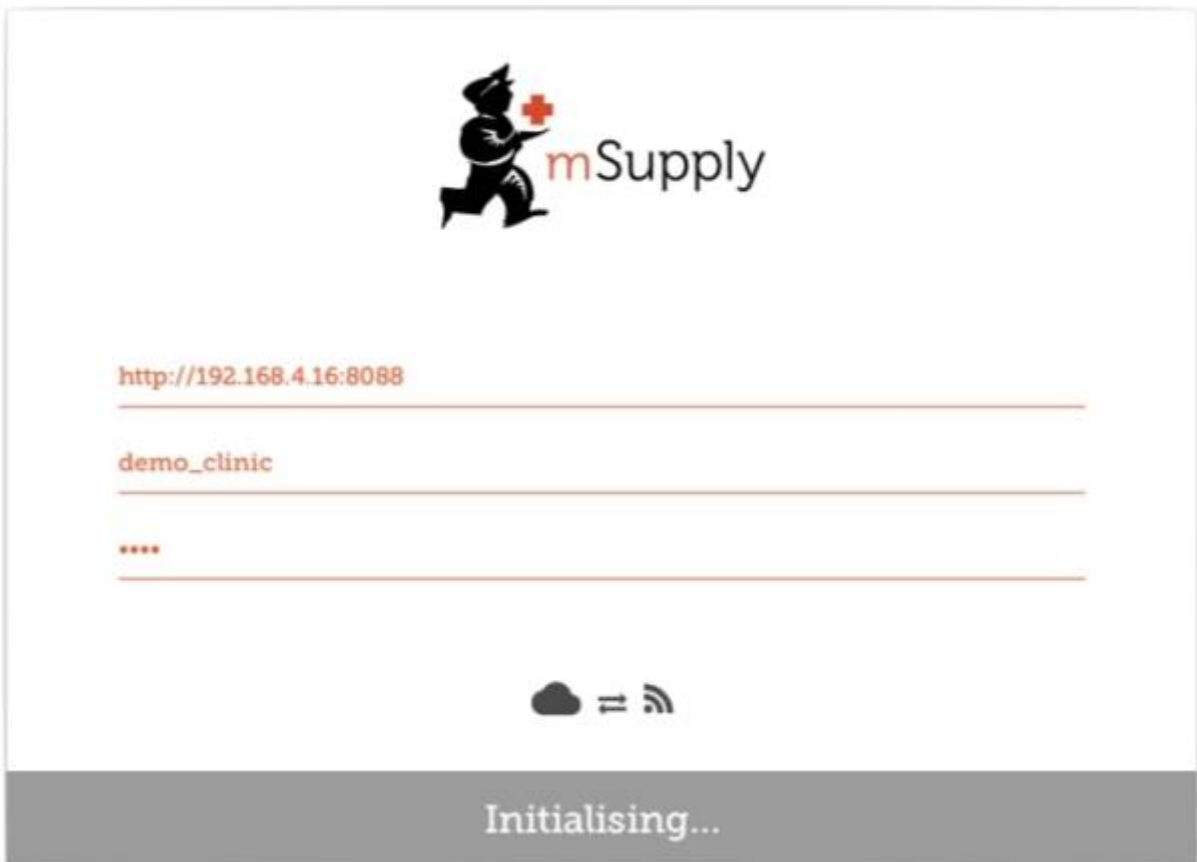 mSupply
http://192.168.4.16:8088
demo_clinic
••••
Initialising...